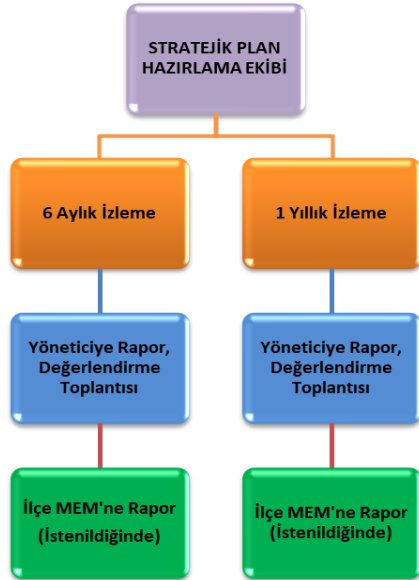 STRATEJİK PLAN
HAZIRLAMA EKİBİ
6 Aylık İzleme
1 Yıllık İzleme
Yöneticiye Rapor,
Değerlendirme
Toplantısı
Yöneticiye Rapor,
Değerlendirme
Toplantısı
İlçe MEM'ne Rapor
(İstenildiğinde)
İlçe MEM'ne Rapor
(İstenildiğinde)